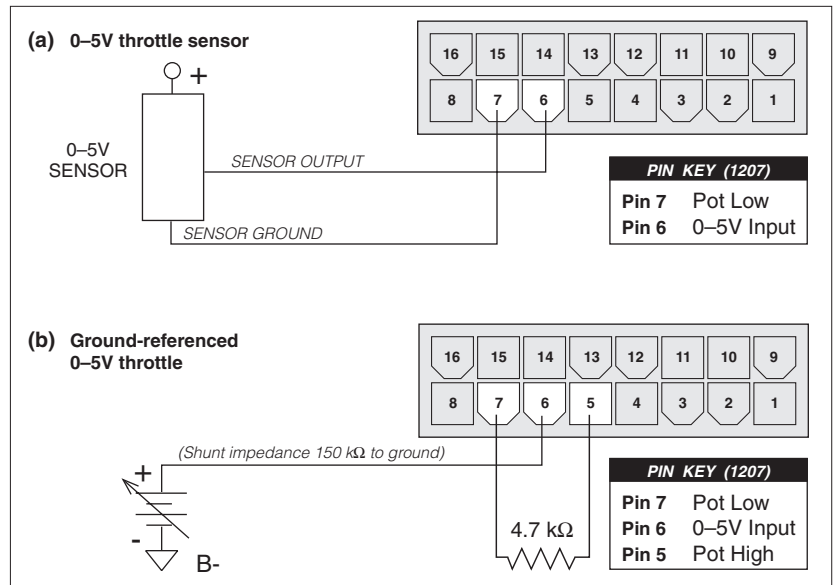 (a) 0–5V throttle sensor
+
0–5V
SENSOR
SENSOR OUTPUT
SENSOR GROUND
16 15 14 13 12 11 10 9
8 7 6 5 4 3 2 1
PIN KEY (1207)
Pin 7 Pot Low
Pin 6 0–5V Input
(b) Ground-referenced
0–5V throttle
16 15 14 13 12 11 10 9
8 7 6 5 4 3 2 1
(Shunt impedance 150 kΩ to ground)
+
-
B-
4.7 kΩ
PIN KEY (1207)
Pin 7 Pot Low
Pin 6 0–5V Input
Pin 5 Pot High